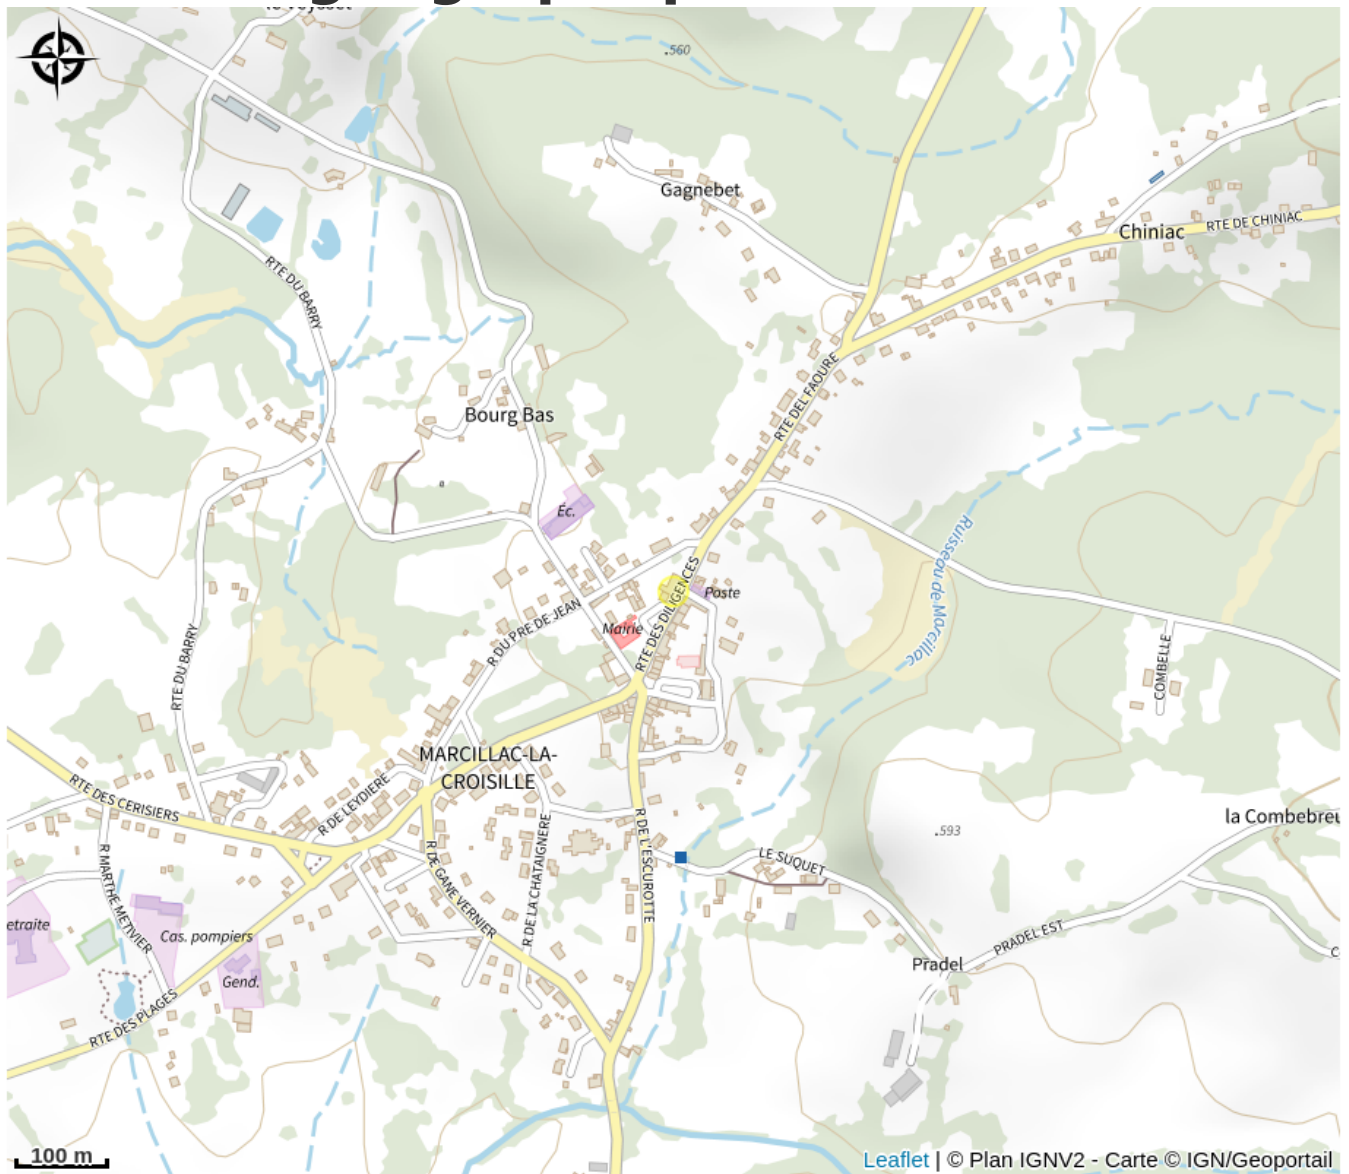 .560
Gagnebet
Chiniac
RTE DE CHINIAC
RTE DU BARRY
RTE DEL FAOURE
Bourg Bas
Éc.
Ruisseau de Marcillac
Poste
RTE DES DILIGENCES
Mairie
R DU PRE DE JEAN
COMBELLE
RTE DU BARRY
MARCILLAC-LA-
CROISILLE
RTE DES CERISIERS
R DE LEYDIERE
la Combebreu
.593
R DE L'ESCUROTTE
LE SUQUET
R MARTHE METIVIER
R DE GANE VERNIER
R DE LA CHATAIGNERE
etraite
Cas. pompiers
PRADEL EST
Pradel
Gend.
RTE DES PLAGES
100 m
Leaflet | © Plan IGNV2 - Carte © IGN/Geoportail